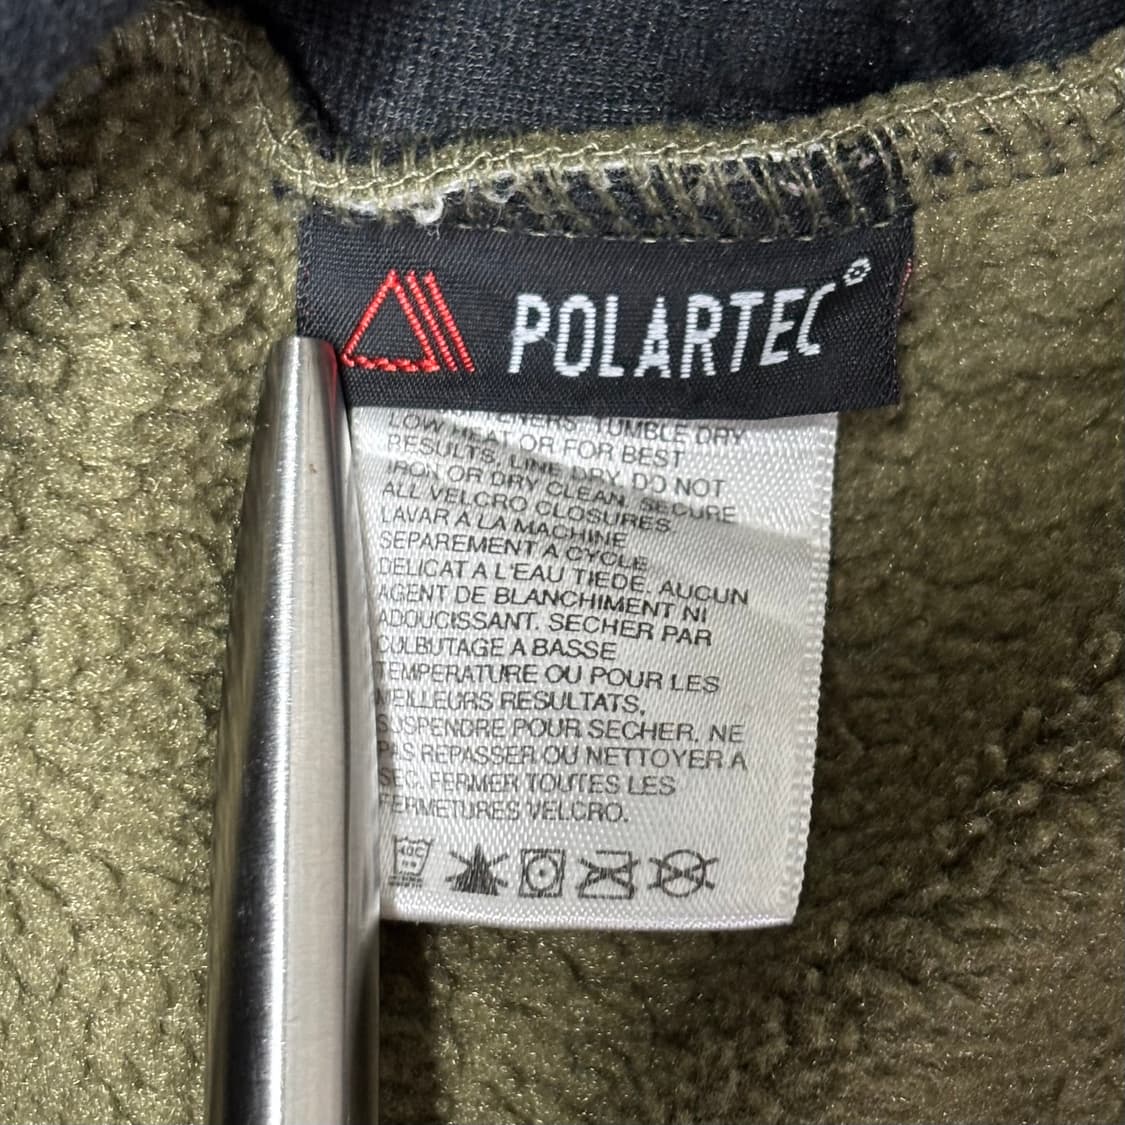 POLARTEC®
TUMBLE DRY
LOW HEAT OR FOR BEST
RESULTS, LINE DRY. DO NOT
IRON OR DRY CLEAN. SECURE
ALL VELCRO CLOSURES
LAVAR A LA MACHINE
SEPAREMENT A CYCLE
DELICAT A L'EAU TIEDE. AUCUN
AGENT DE BLANCHIMENT NI
ADOUCISSANT. SECHER PAR
CULBUTAGE A BASSE
TEMPERATURE OU POUR LES
MEILLEURS RESULTATS,
SUSPENDRE POUR SECHER. NE
PAS REPASSER OU NETTOYER A
SEC. FERMER TOUTES LES
FERMETURES VELCRO.
40C